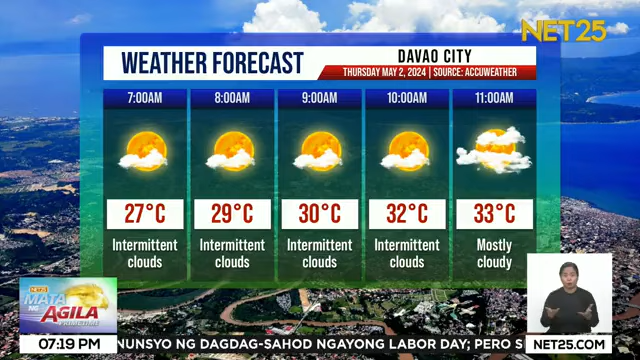 NET25
WEATHER FORECAST
DAVAO CITY
THURSDAY MAY 2, 2024 | SOURCE: ACCUWEATHER
7:00AM 8:00AM 9:00AM 10:00AM 11:00AM
27°C 29°C 30°C 32°C 33°C
Intermittent clouds Intermittent clouds Intermittent clouds Intermittent clouds Mostly cloudy
NET25
MATA NG AGILA
PRIMETIME
07:19 PM NUNSYO NG DAGDAG-SAHOD NGAYONG LABOR DAY; PERO S NET25.COM